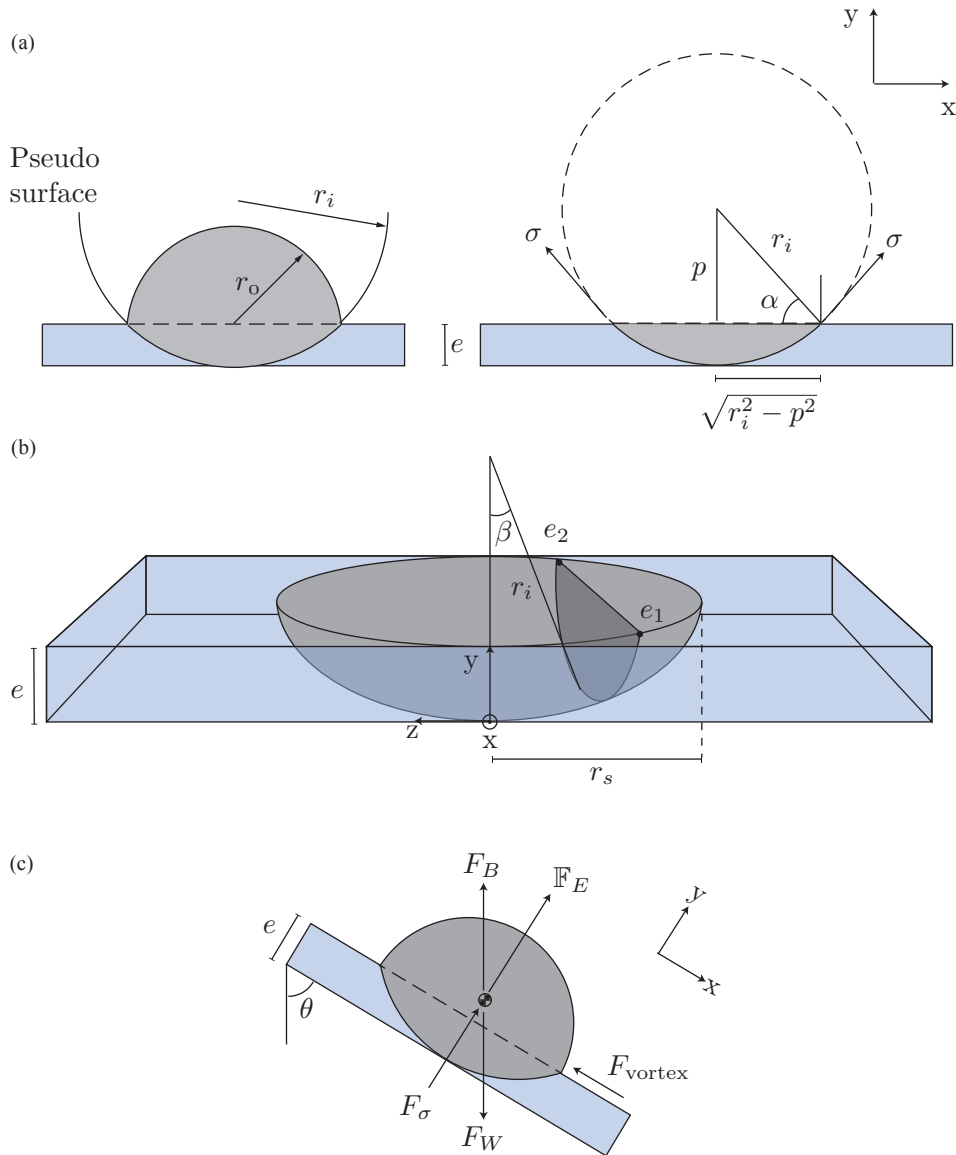 (a)
y
x
Pseudo
surface
r_i
r_o
e
σ
σ
r_i
p
α
√(r_i^2 − p^2)
(b)
β
e_2
r_i
e_1
e
y
z
x
r_s
(c)
F_B
𝔽_E
y
e
x
θ
F_vortex
F_σ
F_W